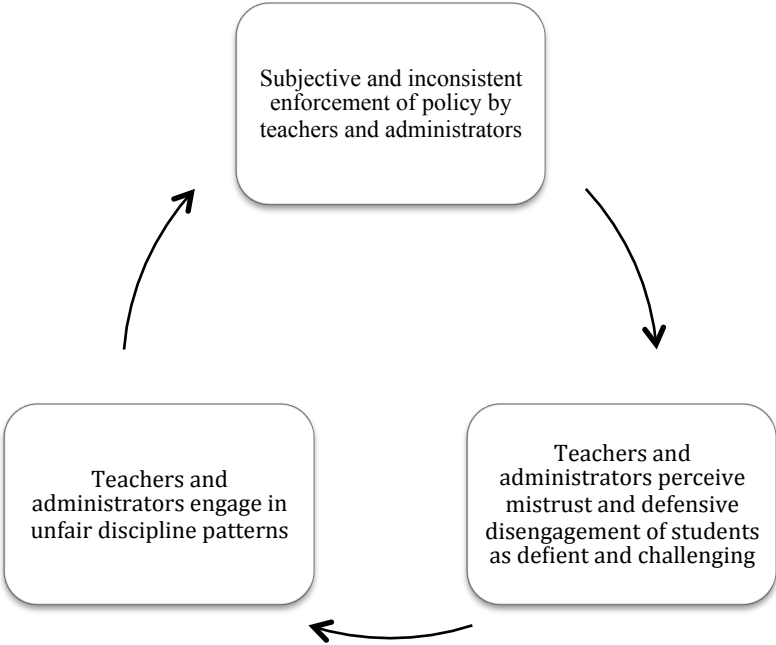 Subjective and inconsistent
enforcement of policy by
teachers and administrators
Teachers and
administrators perceive
mistrust and defensive
disengagement of students
as defient and challenging
Teachers and
administrators engage in
unfair discipline patterns